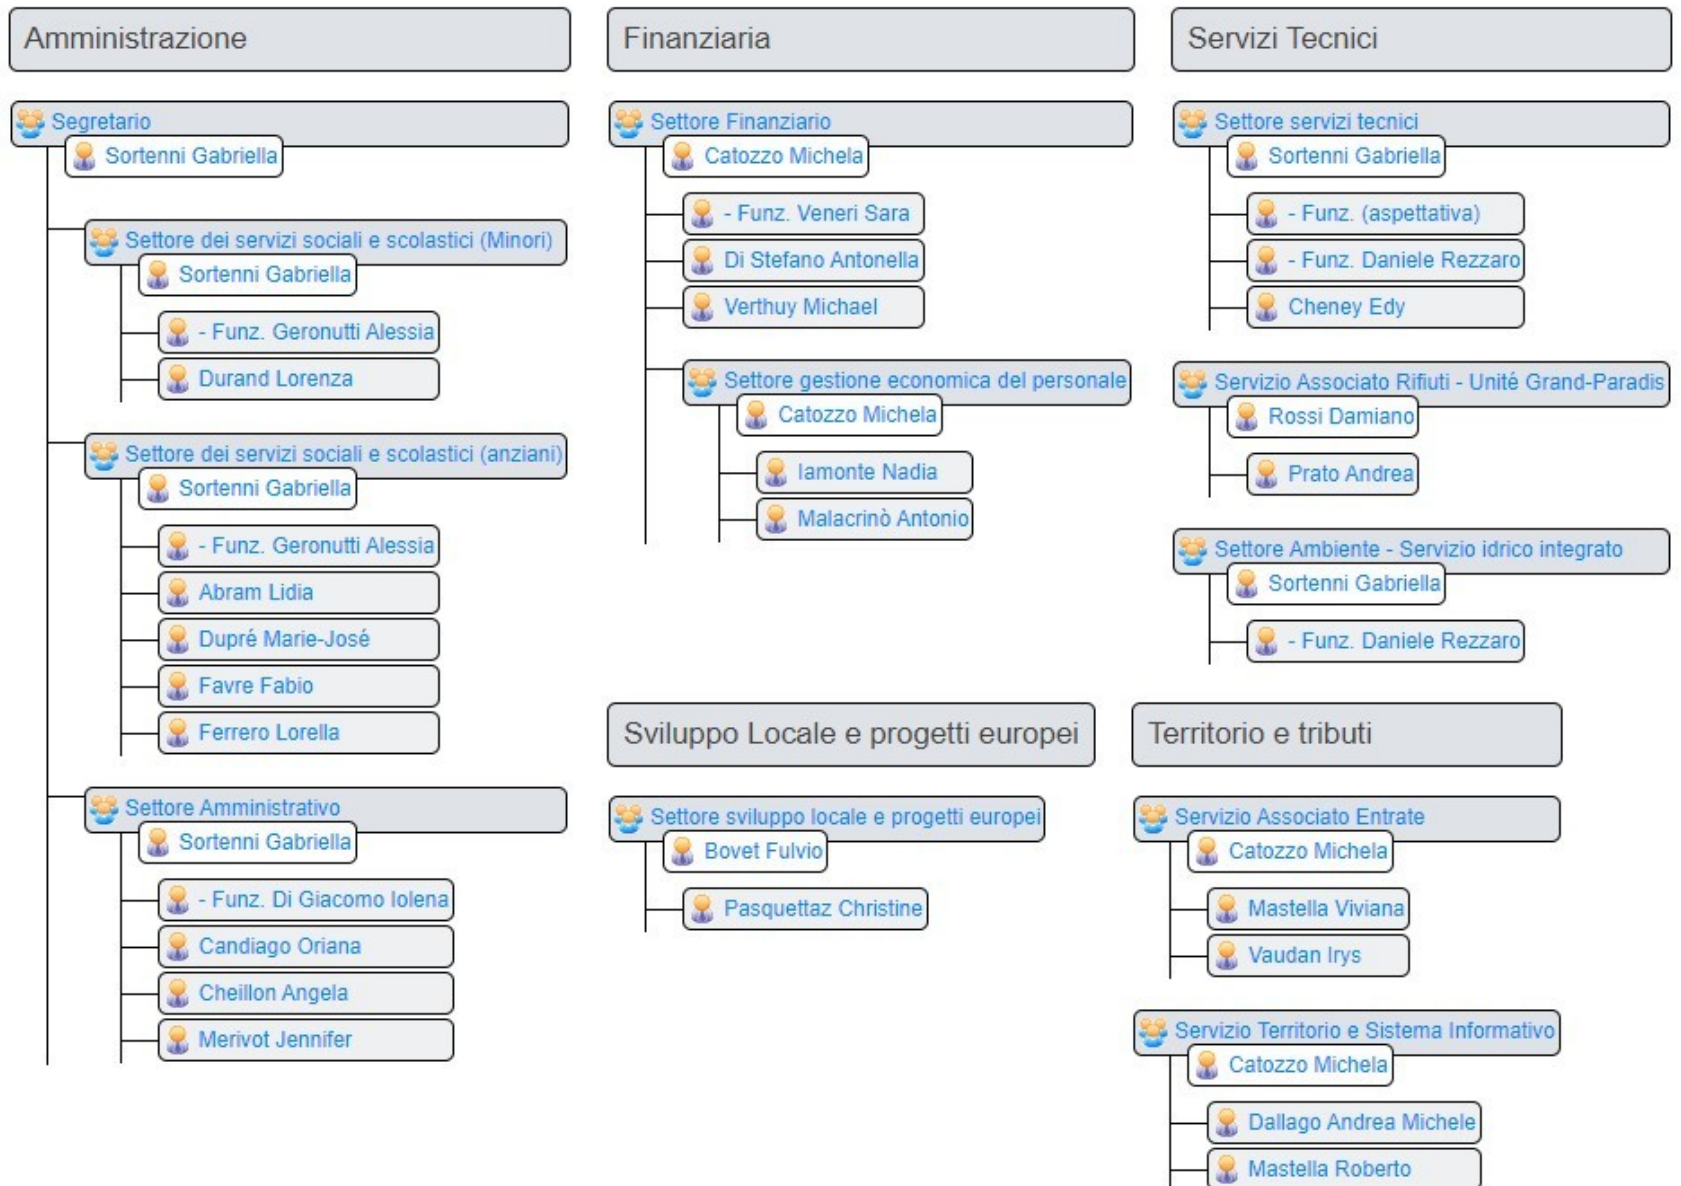 Amministrazione
Segretario
Sortenni Gabriella
Settore dei servizi sociali e scolastici (Minori)
Sortenni Gabriella
- Funz. Geronutti Alessia
Durand Lorenza
Settore dei servizi sociali e scolastici (anziani)
Sortenni Gabriella
- Funz. Geronutti Alessia
Abram Lidia
Dupré Marie-José
Favre Fabio
Ferrero Lorella
Settore Amministrativo
Sortenni Gabriella
- Funz. Di Giacomo Iolena
Candiago Oriana
Cheillon Angela
Merivot Jennifer
Finanziaria
Settore Finanziario
Catozzo Michela
- Funz. Veneri Sara
Di Stefano Antonella
Verthuy Michael
Settore gestione economica del personale
Catozzo Michela
Iamonte Nadia
Malacrinò Antonio
Servizi Tecnici
Settore servizi tecnici
Sortenni Gabriella
- Funz. (aspettativa)
- Funz. Daniele Rezzaro
Cheney Edy
Servizio Associato Rifiuti - Unité Grand-Paradis
Rossi Damiano
Prato Andrea
Settore Ambiente - Servizio idrico integrato
Sortenni Gabriella
- Funz. Daniele Rezzaro
Sviluppo Locale e progetti europei
Settore sviluppo locale e progetti europei
Bovet Fulvio
Pasquettaz Christine
Territorio e tributi
Servizio Associato Entrate
Catozzo Michela
Mastella Viviana
Vaudan Irys
Servizio Territorio e Sistema Informativo
Catozzo Michela
Dallago Andrea Michele
Mastella Roberto